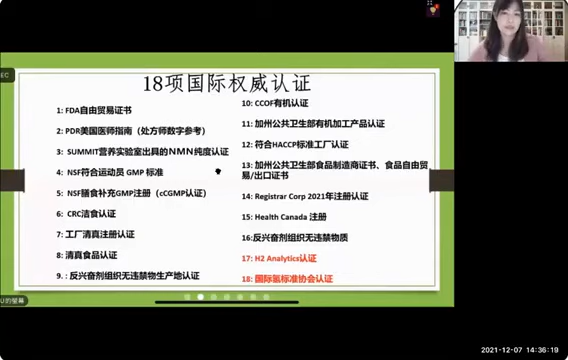 EC
18项国际权威认证
1: FDA自由贸易证书
2: PDR美国医师指南（处方师数字参考）
3: SUMMIT营养实验室出具的NMN纯度认证
4: NSF符合运动员 GMP 标准
5: NSF膳食补充GMP注册（cCGMP认证）
6: CRC洁食认证
7: 工厂清真注册认证
8: 清真食品认证
9. : 反兴奋剂组织无违禁物生产地认证
10: CCOF有机认证
11: 加州公共卫生部有机加工产品认证
12: 符合HACCP标准工厂认证
13: 加州公共卫生部食品制造商证书、食品自由贸
易/出口证书
14: Registrar Corp 2021年注册认证
15: Health Canada 注册
16:反兴奋剂组织无违禁物质
17: H2 Analytics认证
18: 国际氢标准协会认证
U的螢幕
2021-12-07 14:36:19